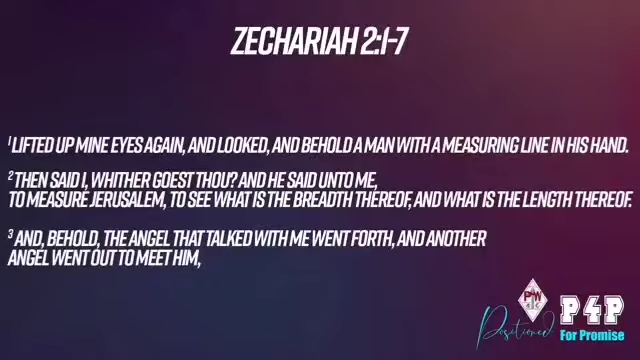 ZECHARIAH 2:1-7
1 LIFTED UP MINE EYES AGAIN, AND LOOKED, AND BEHOLD A MAN WITH A MEASURING LINE IN HIS HAND.
2 THEN SAID I, WHITHER GOEST THOU? AND HE SAID UNTO ME,
TO MEASURE JERUSALEM, TO SEE WHAT IS THE BREADTH THEREOF, AND WHAT IS THE LENGTH THEREOF.
3 AND, BEHOLD, THE ANGEL THAT TALKED WITH ME WENT FORTH, AND ANOTHER
ANGEL WENT OUT TO MEET HIM,
P4P
Positioned For Promise